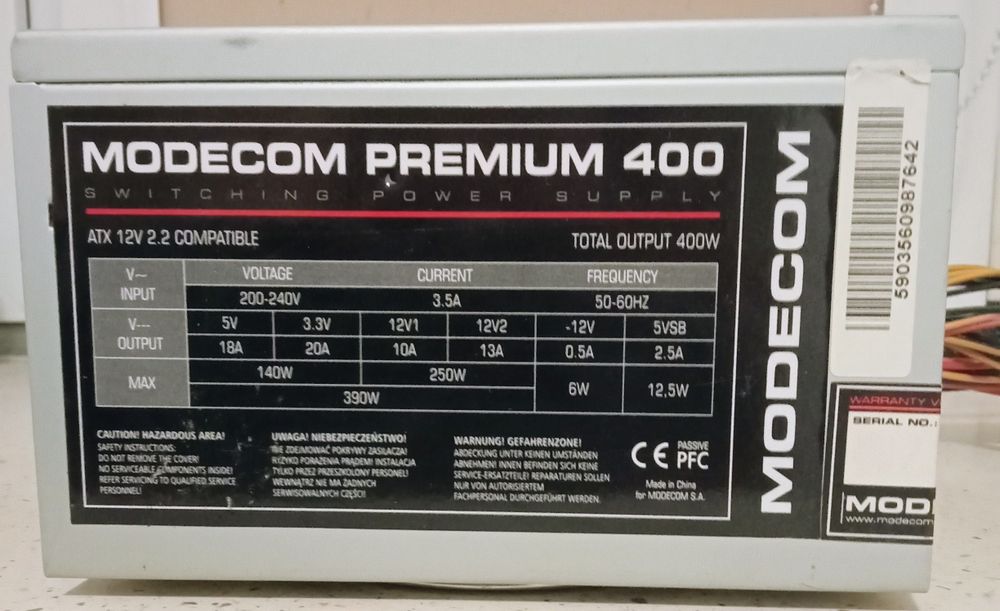 MODECOM PREMIUM 400
SWITCHING POWER SUPPLY
ATX 12V 2.2 COMPATIBLE
TOTAL OUTPUT 400W
V~ INPUT
VOLTAGE CURRENT FREQUENCY
200-240V 3.5A 50-60HZ
V--- OUTPUT
5V 3.3V 12V1 12V2 -12V 5VSB
18A 20A 10A 13A 0.5A 2.5A
MAX
140W 250W 6W 12,5W
390W
CAUTION! HAZARDOUS AREA!
SAFETY INSTRUCTIONS:
DO NOT REMOVE THE COVER!
NO SERVICEABLE COMPONENTS INSIDE!
REFER SERVICING TO QUALIFIED SERVICE
PERSONNEL!
UWAGA! NIEBEZPIECZEŃSTWO!
NIE ZDEJMOWAĆ POKRYWY ZASILACZA!
RYZYKO PORAŻENIA PRĄDEM! INSTALACJA
TYLKO PRZEZ PRZESZKOLONY PERSONEL!
WEWNĄTRZ NIE MA ŻADNYCH
SERWISOWALNYCH CZĘŚCI!
WARNUNG! GEFAHRENZONE!
ABDECKUNG UNTER KEINEN UMSTÄNDEN
ABNEHMEN! INNEN BEFINDEN SICH KEINE
SERVICE-ERSATZTEILE! REPARATUREN SOLLEN
NUR VON AUTORISIERTEM
FACHPERSONAL DURCHGEFÜHRT WERDEN.
CE PASSIVE
PFC
Made in China
for MODECOM S.A.
MODECOM
5903560987642
WARRANTY V
SERIAL NO.:
MOD
www.modecom